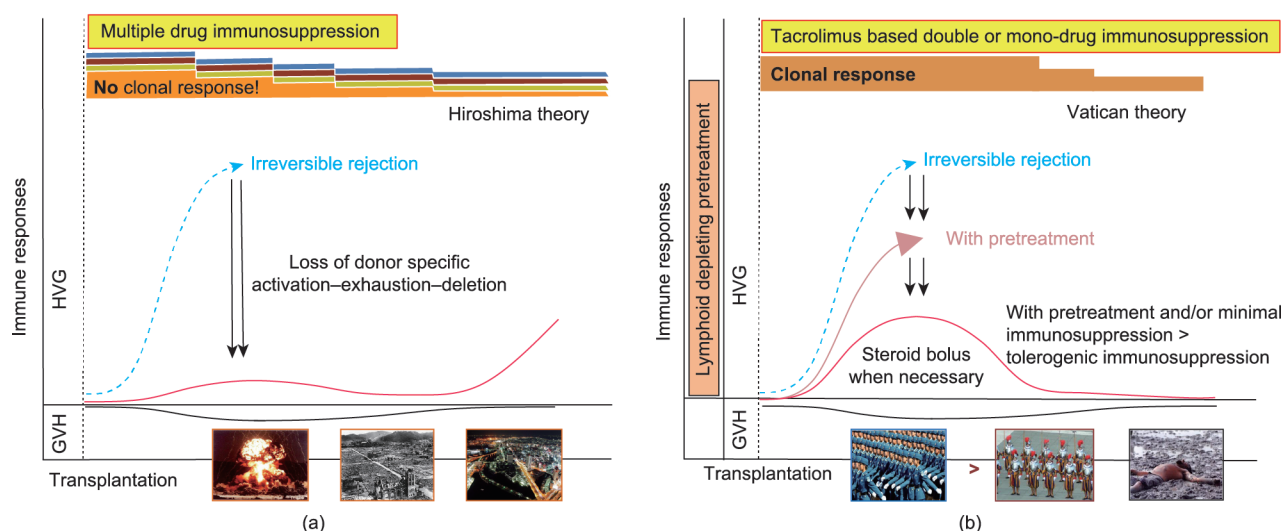 Multiple drug immunosuppression
No clonal response!
Hiroshima theory
Irreversible rejection
Loss of donor specific
activation–exhaustion–deletion
Immune responses
HVG
GVH
Transplantation
(a)
Tacrolimus based double or mono-drug immunosuppression
Clonal response
Vatican theory
Irreversible rejection
With pretreatment
With pretreatment and/or minimal
immunosuppression >
tolerogenic immunosuppression
Steroid bolus
when necessary
Immune responses
Lymphoid depleting pretreatment
HVG
GVH
Transplantation
>
(b)